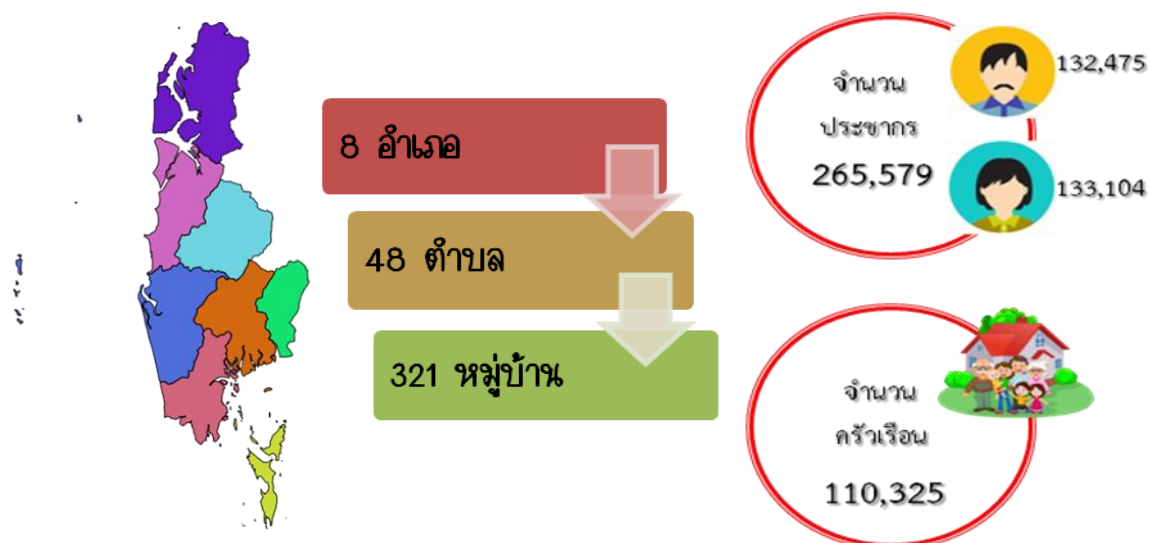 8 อำเภอ
48 ตำบล
321 หมู่บ้าน
จำนวน
ประชากร
265,579
132,475
133,104
จำนวน
ครัวเรือน
110,325